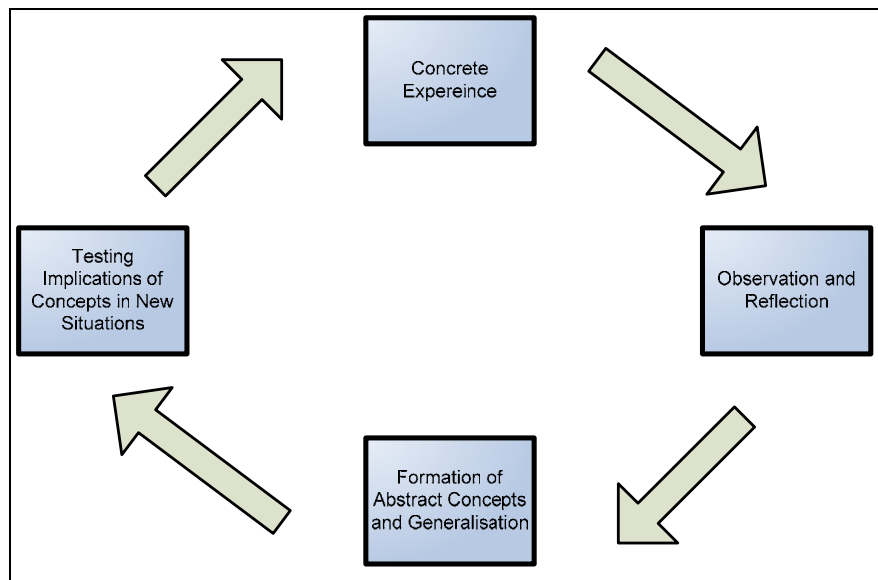 Concrete
Expereince
Testing
Implications of
Concepts in New
Situations
Observation and
Reflection
Formation of
Abstract Concepts
and Generalisation